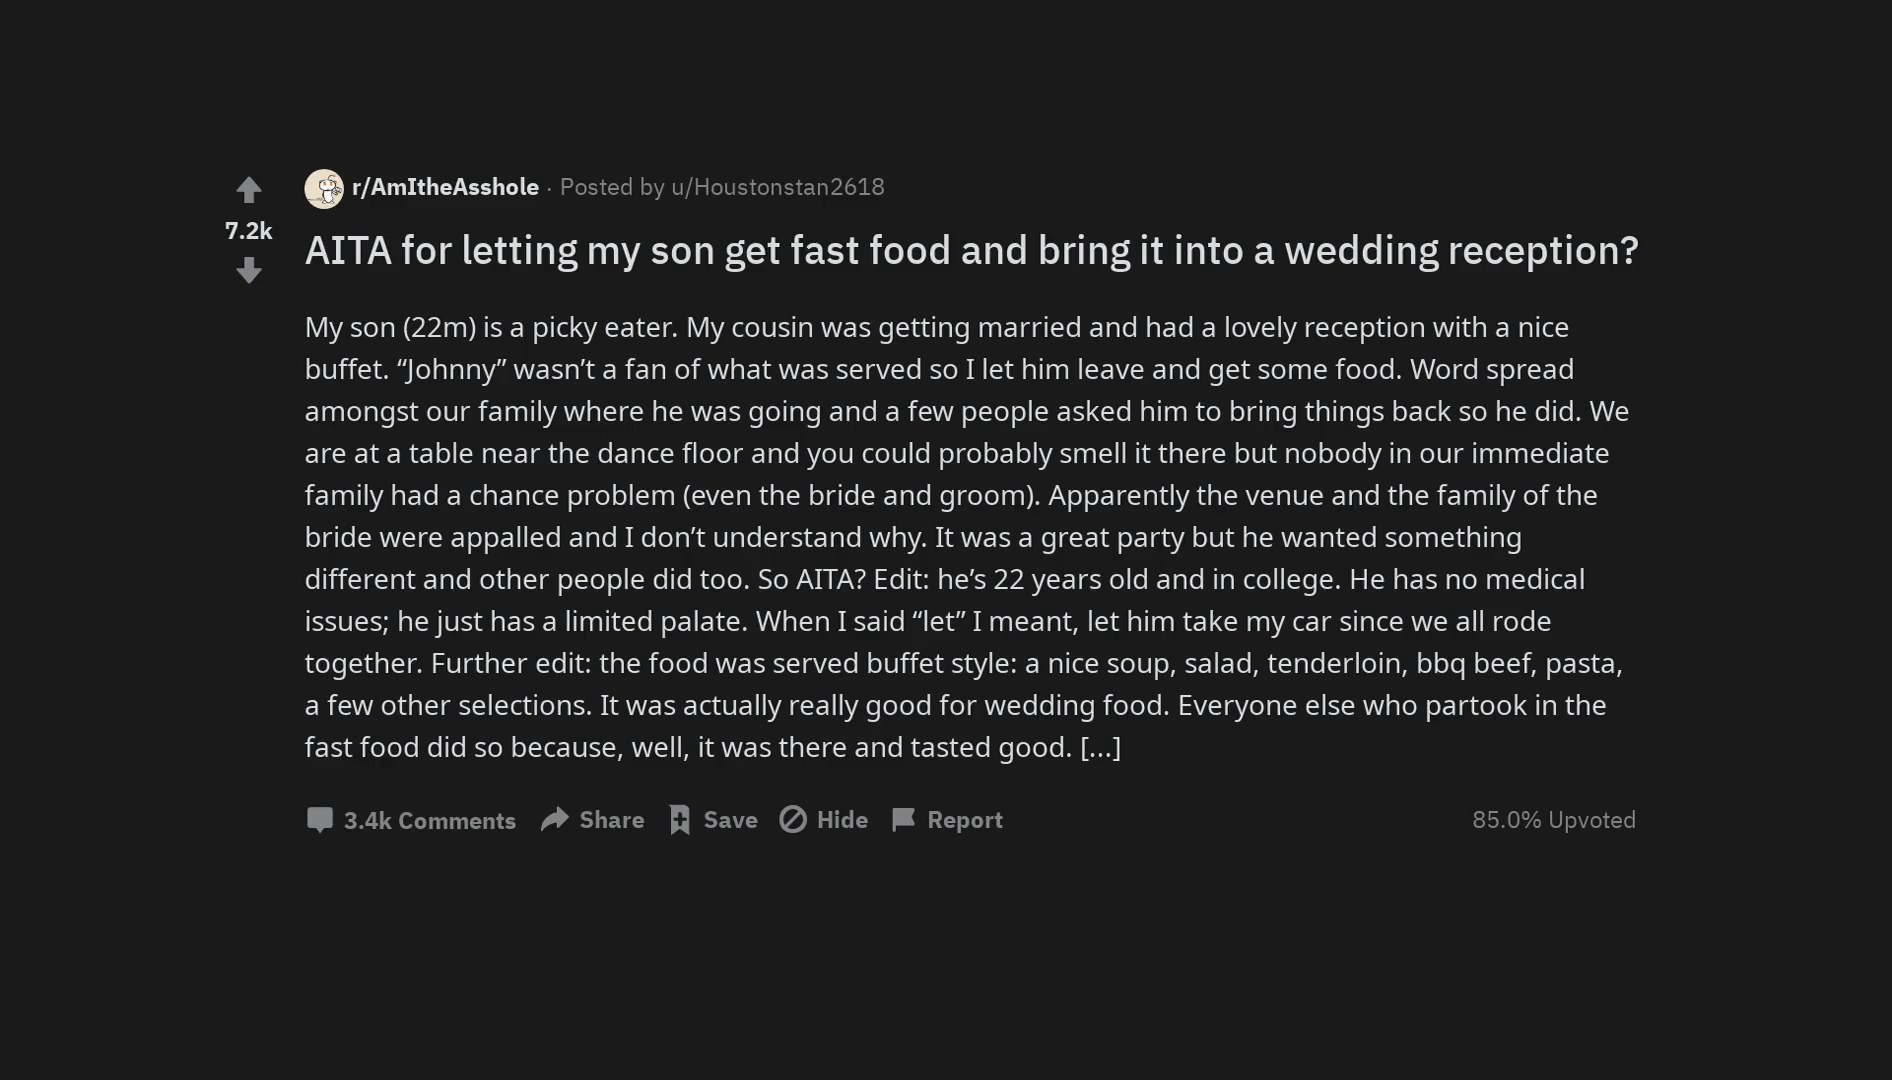 r/AmItheAsshole · Posted by u/Houstonstan2618
7.2k
AITA for letting my son get fast food and bring it into a wedding reception?
My son (22m) is a picky eater. My cousin was getting married and had a lovely reception with a nice
buffet. “Johnny” wasn’t a fan of what was served so I let him leave and get some food. Word spread
amongst our family where he was going and a few people asked him to bring things back so he did. We
are at a table near the dance floor and you could probably smell it there but nobody in our immediate
family had a chance problem (even the bride and groom). Apparently the venue and the family of the
bride were appalled and I don’t understand why. It was a great party but he wanted something
different and other people did too. So AITA? Edit: he’s 22 years old and in college. He has no medical
issues; he just has a limited palate. When I said “let” I meant, let him take my car since we all rode
together. Further edit: the food was served buffet style: a nice soup, salad, tenderloin, bbq beef, pasta,
a few other selections. It was actually really good for wedding food. Everyone else who partook in the
fast food did so because, well, it was there and tasted good. [...]
3.4k Comments Share Save Hide Report 85.0% Upvoted